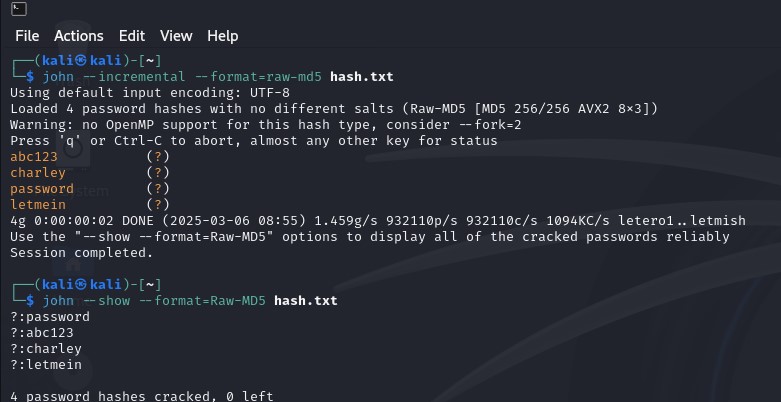 File Actions Edit View Help
┌──(kali㉿kali)-[~]
└─$ john --incremental --format=raw-md5 hash.txt
Using default input encoding: UTF-8
Loaded 4 password hashes with no different salts (Raw-MD5 [MD5 256/256 AVX2 8×3])
Warning: no OpenMP support for this hash type, consider --fork=2
Press 'q' or Ctrl-C to abort, almost any other key for status
abc123 (?)
charley (?)
password (?)
letmein (?)
4g 0:00:00:02 DONE (2025-03-06 08:55) 1.459g/s 932110p/s 932110c/s 1094KC/s letero1..letmish
Use the "--show --format=Raw-MD5" options to display all of the cracked passwords reliably
Session completed.
┌──(kali㉿kali)-[~]
└─$ john --show --format=Raw-MD5 hash.txt
?:password
?:abc123
?:charley
?:letmein
4 password hashes cracked, 0 left